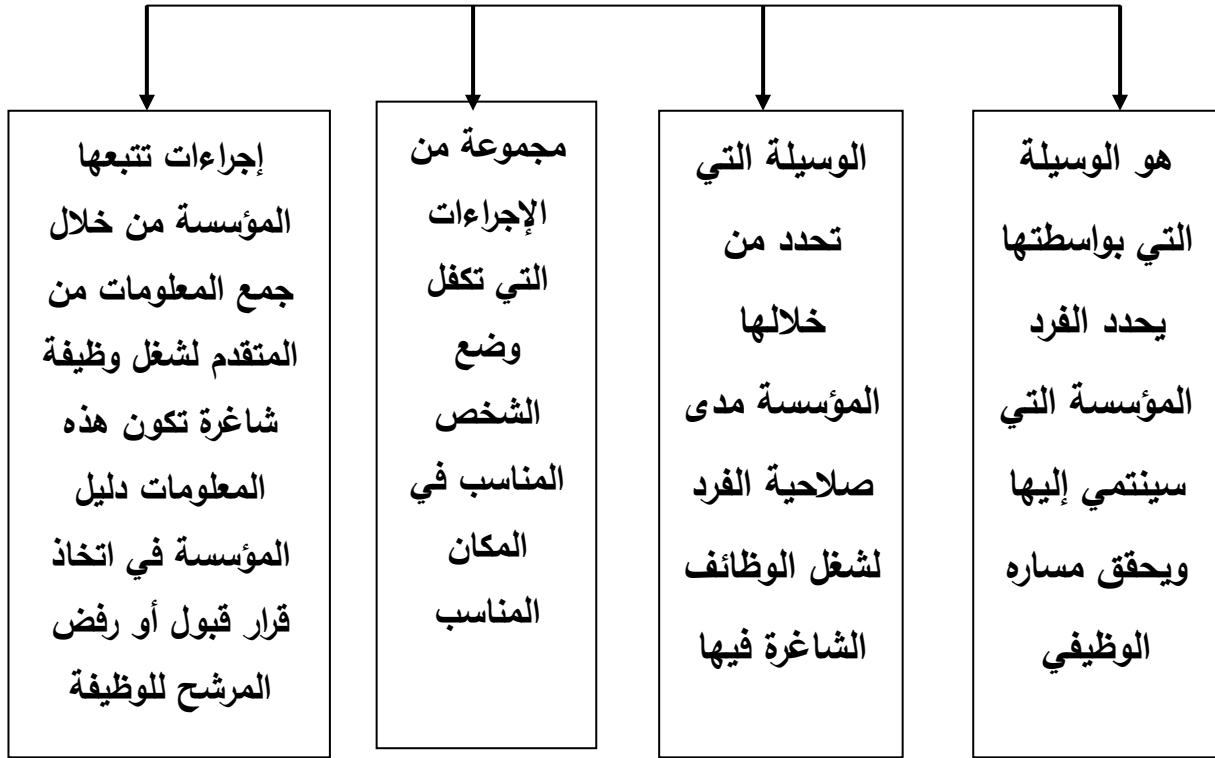 هو الوسيلة
التي بواسطتها
يحدد الفرد
المؤسسة التي
سينتمي إليها
ويحقق مساره
الوظيفي
الوسيلة التي
تحدد من
خلالها
المؤسسة مدى
صلاحية الفرد
لشغل الوظائف
الشاغرة فيها
مجموعة من
الإجراءات
التي تكفل
وضع
الشخص
المناسب في
المكان
المناسب
إجراءات تتبعها
المؤسسة من خلال
جمع المعلومات من
المتقدم لشغل وظيفة
شاغرة تكون هذه
المعلومات دليل
المؤسسة في اتخاذ
قرار قبول أو رفض
المرشح للوظيفة